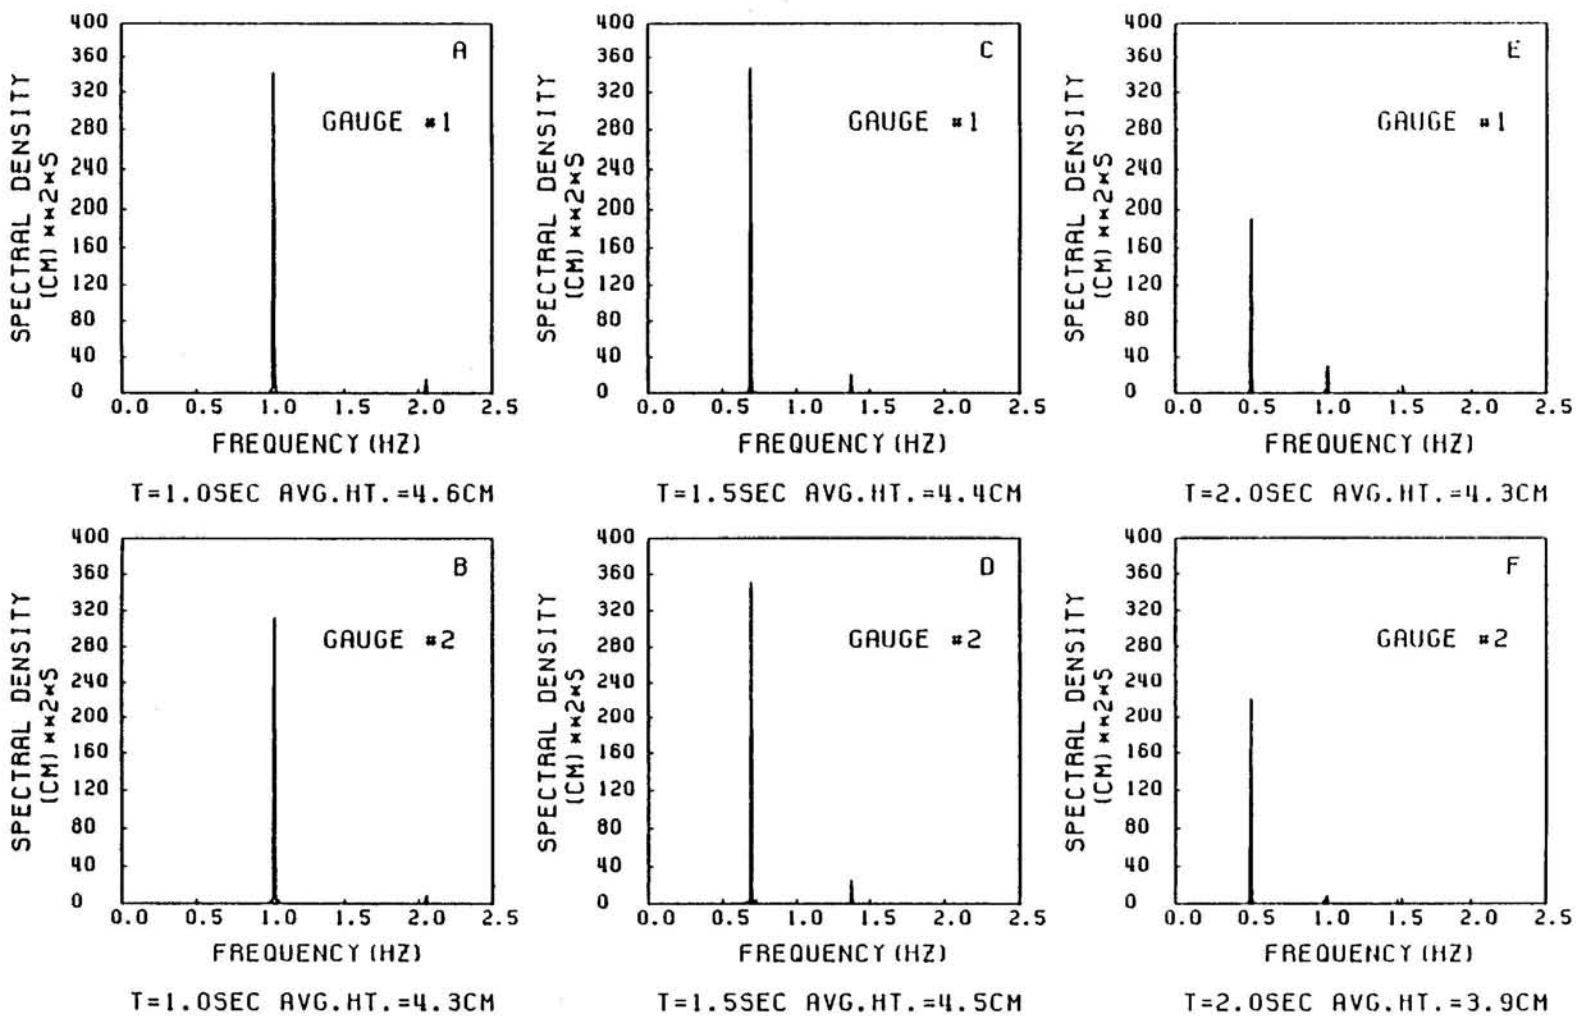 A
GAUGE #1
SPECTRAL DENSITY
(CM)**2*S
400
360
320
280
240
200
160
120
80
40
0
0.0 0.5 1.0 1.5 2.0 2.5
FREQUENCY (HZ)
T=1.0SEC AVG.HT.=4.6CM
C
GAUGE #1
SPECTRAL DENSITY
(CM)**2*S
400
360
320
280
240
200
160
120
80
40
0
0.0 0.5 1.0 1.5 2.0 2.5
FREQUENCY (HZ)
T=1.5SEC AVG.HT.=4.4CM
E
GAUGE #1
SPECTRAL DENSITY
(CM)**2*S
400
360
320
280
240
200
160
120
80
40
0
0.0 0.5 1.0 1.5 2.0 2.5
FREQUENCY (HZ)
T=2.0SEC AVG.HT.=4.3CM
B
GAUGE #2
SPECTRAL DENSITY
(CM)**2*S
400
360
320
280
240
200
160
120
80
40
0
0.0 0.5 1.0 1.5 2.0 2.5
FREQUENCY (HZ)
T=1.0SEC AVG.HT.=4.3CM
D
GAUGE #2
SPECTRAL DENSITY
(CM)**2*S
400
360
320
280
240
200
160
120
80
40
0
0.0 0.5 1.0 1.5 2.0 2.5
FREQUENCY (HZ)
T=1.5SEC AVG.HT.=4.5CM
F
GAUGE #2
SPECTRAL DENSITY
(CM)**2*S
400
360
320
280
240
200
160
120
80
40
0
0.0 0.5 1.0 1.5 2.0 2.5
FREQUENCY (HZ)
T=2.0SEC AVG.HT.=3.9CM